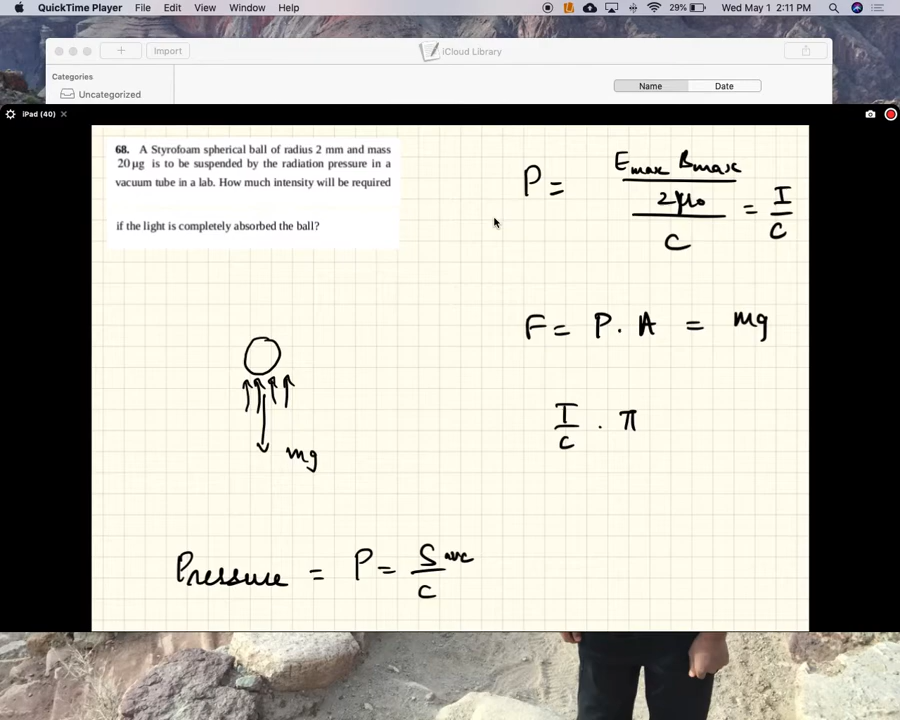 QuickTime Player File Edit View Window Help 29% Wed May 1 2:11 PM
+ Import iCloud Library
Categories
Uncategorized
Name Date
iPad (40)
68. A Styrofoam spherical ball of radius 2 mm and mass
20 μg is to be suspended by the radiation pressure in a
vacuum tube in a lab. How much intensity will be required
if the light is completely absorbed the ball?
P = Emax Bmax / 2μ0 / C = I / C
F = P. A = mg
I / C . π
mg
Pressure = P = S ave / C